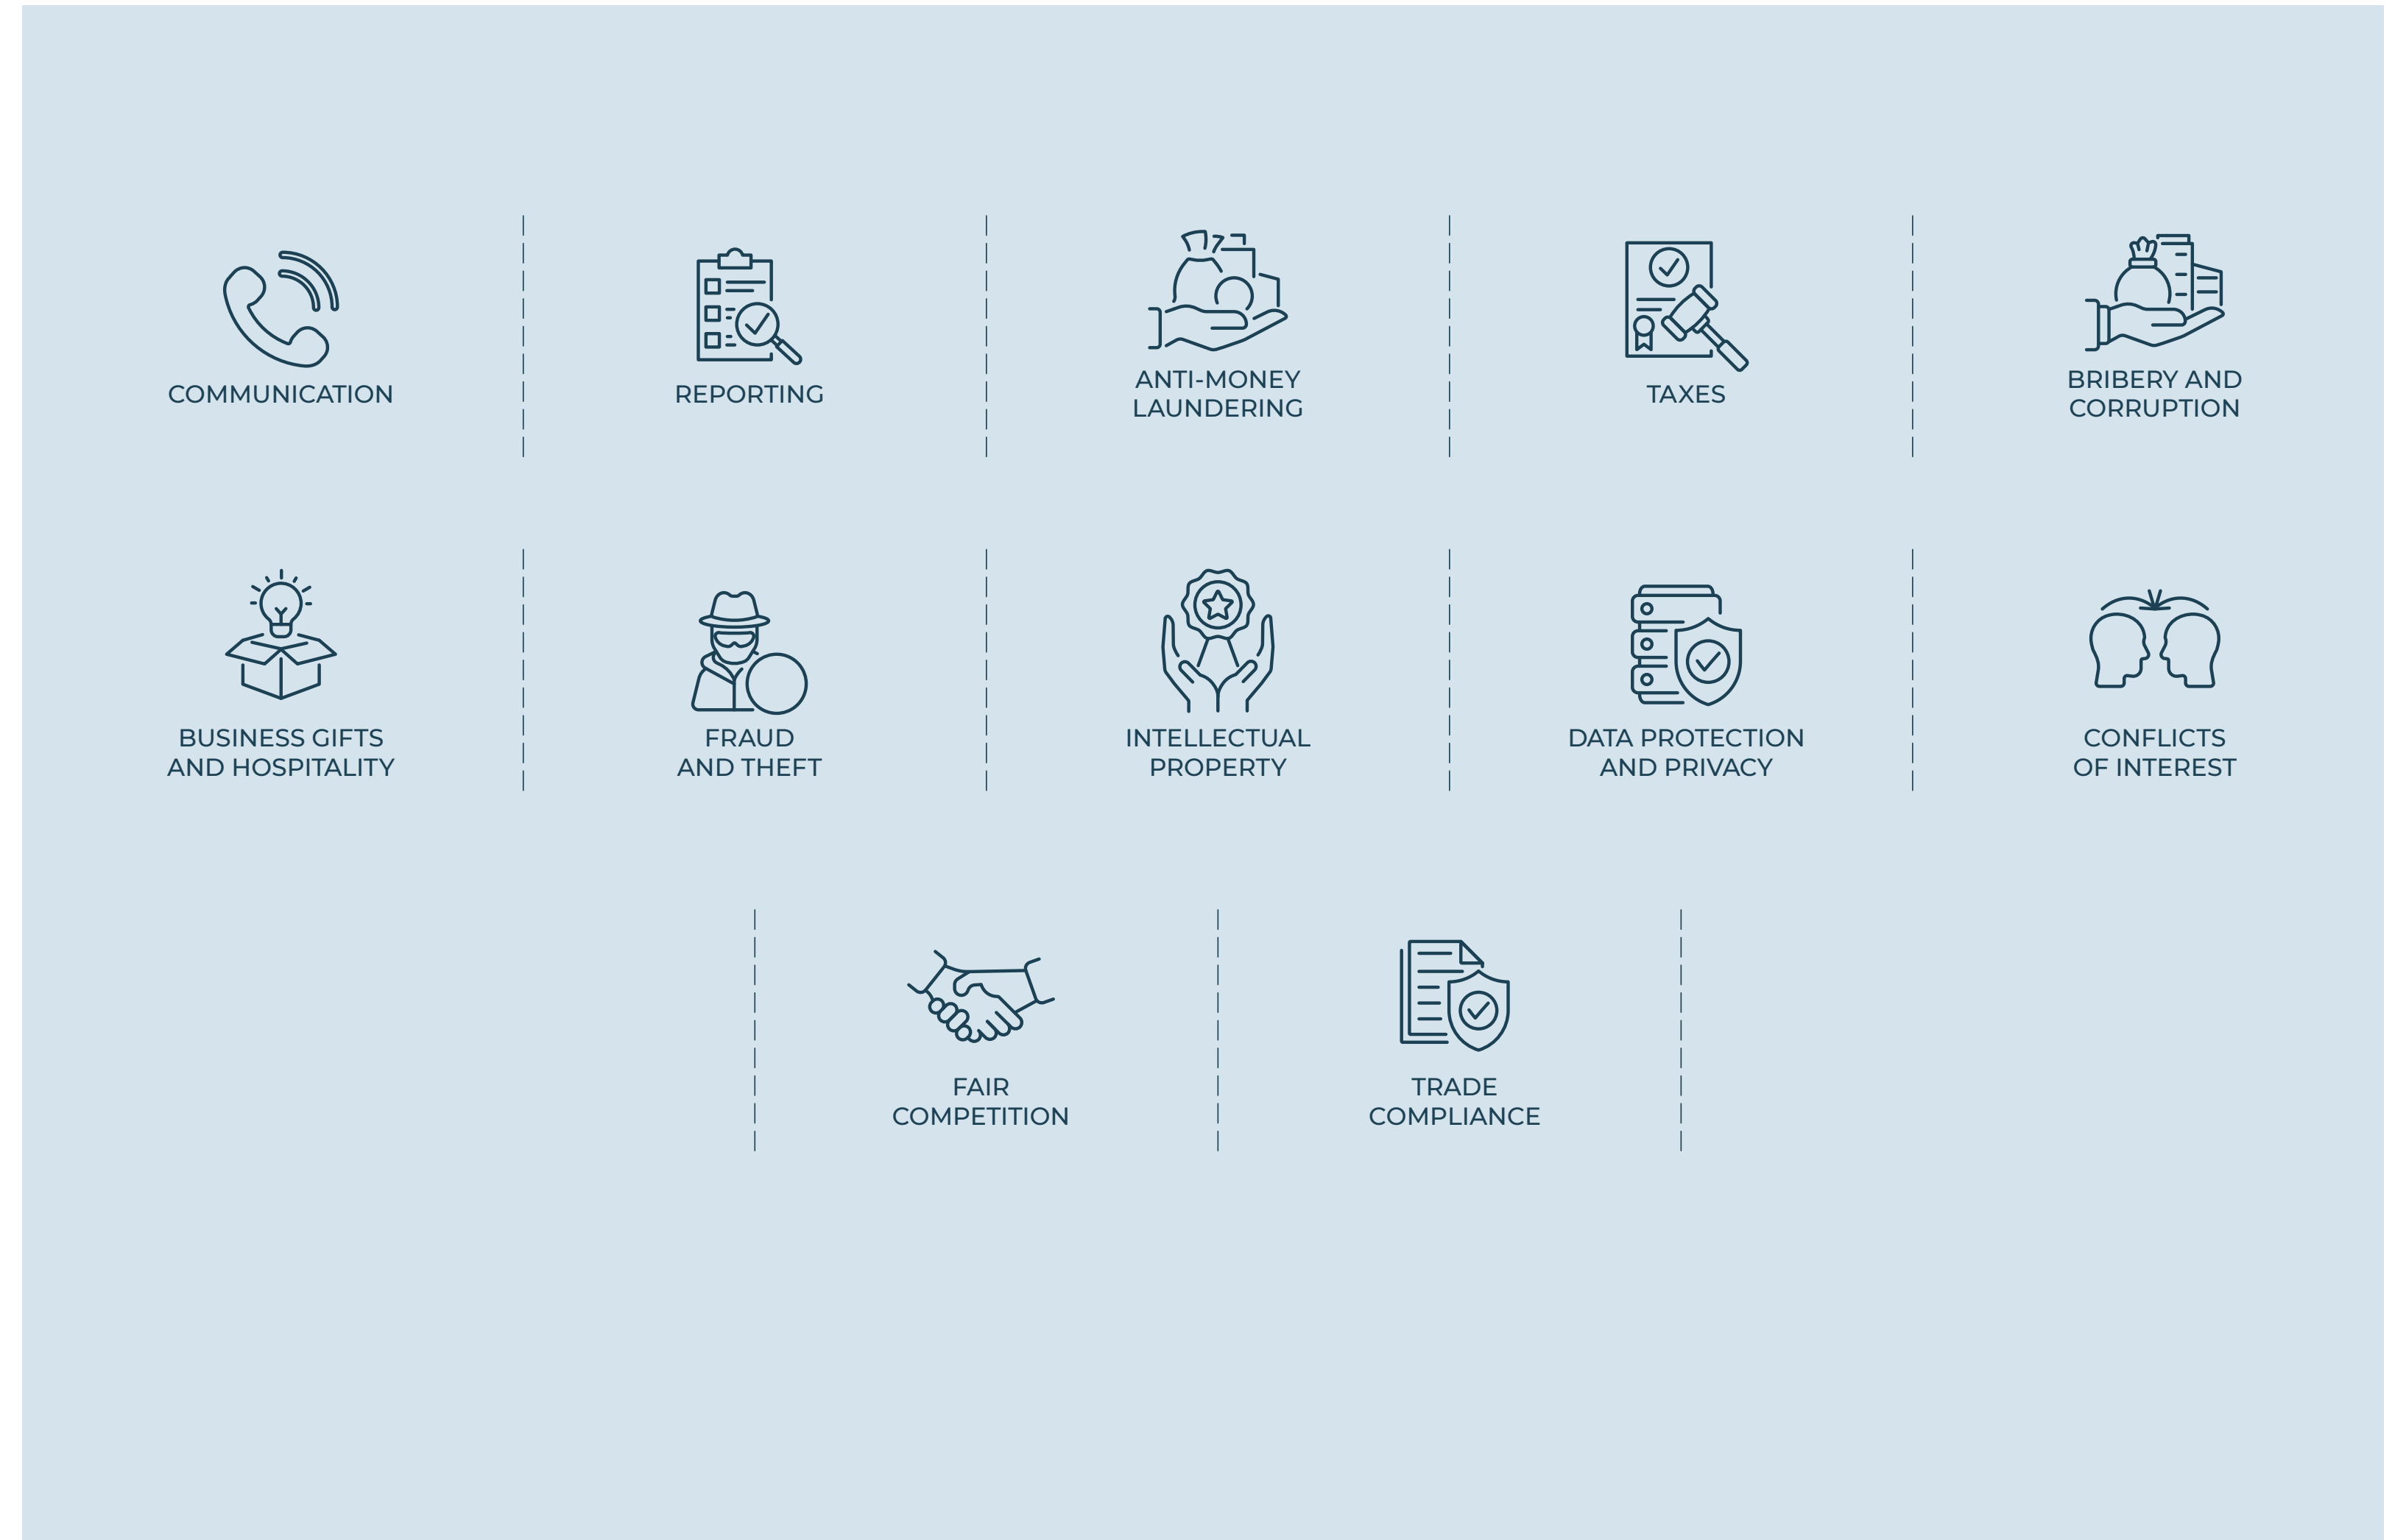 COMMUNICATION
REPORTING
ANTI-MONEY
LAUNDERING
TAXES
BRIBERY AND
CORRUPTION
BUSINESS GIFTS
AND HOSPITALITY
FRAUD
AND THEFT
INTELLECTUAL
PROPERTY
DATA PROTECTION
AND PRIVACY
CONFLICTS
OF INTEREST
FAIR
COMPETITION
TRADE
COMPLIANCE